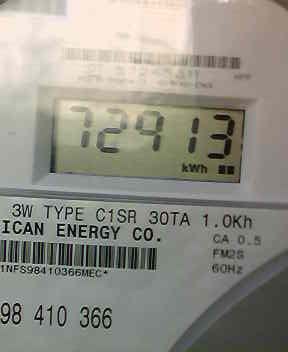 72913
kWh
3W TYPE C1SR 30TA 1.0Kh
ICAN ENERGY CO.
CA 0.5
FM2S
60Hz
1NFS98410366MEC*
98 410 366